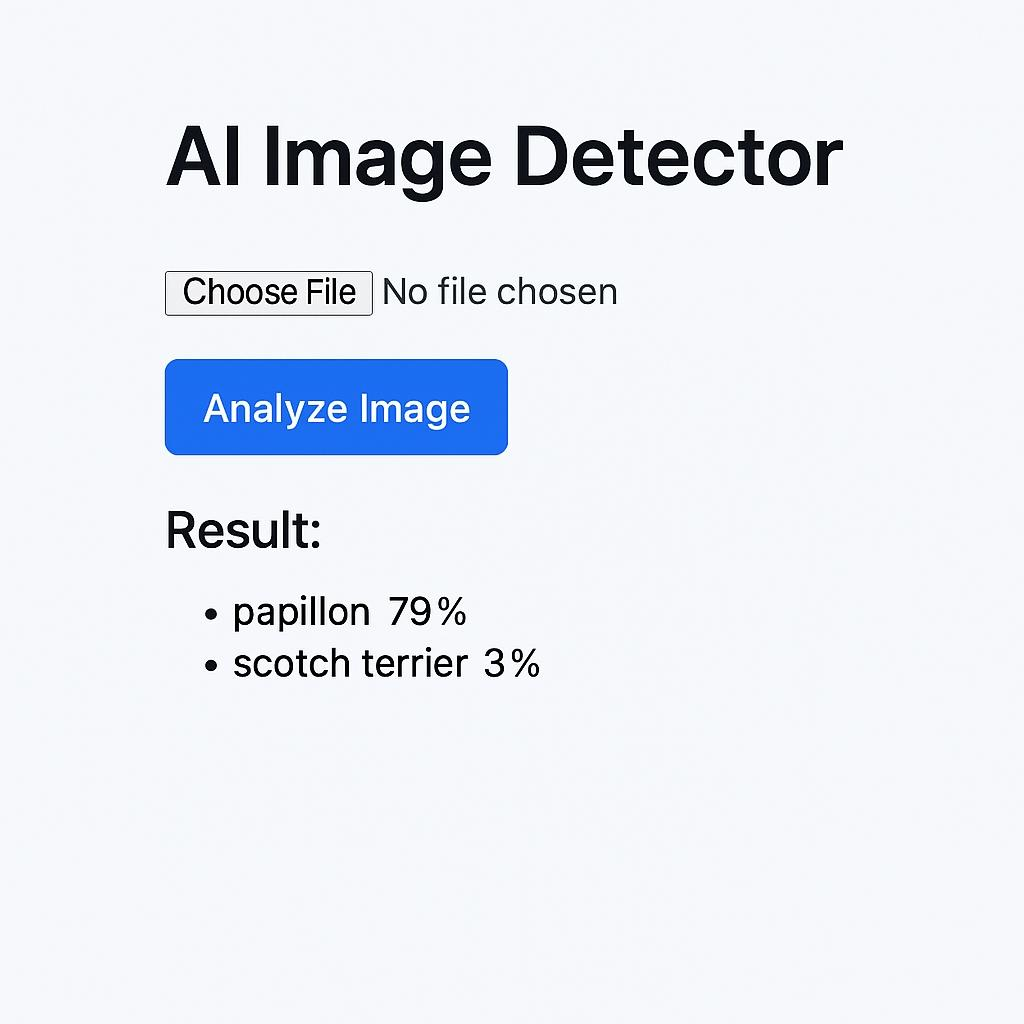 AI Image Detector
Choose File No file chosen
Analyze Image
Result:
• papillon 79%
• scotch terrier 3%